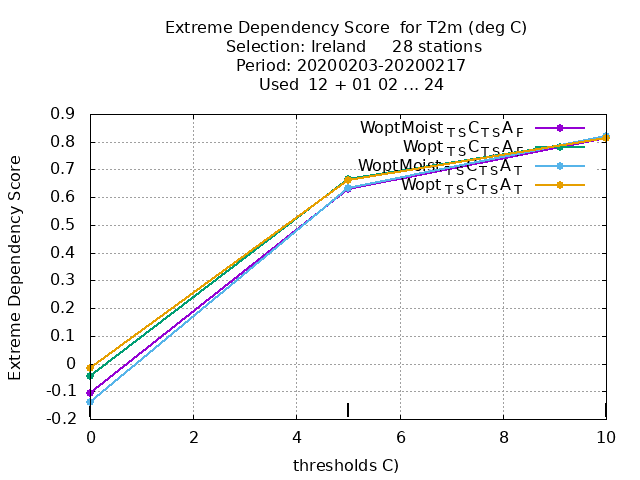 Extreme Dependency Score  for T2m (deg C)
Selection: Ireland     28 stations
Period: 20200203-20200217
Used  12 + 01 02 ... 24
Extreme Dependency Score
0.9
0.8
0.7
0.6
0.5
0.4
0.3
0.2
0.1
0
-0.1
-0.2
WoptMoist TS C TS A F
Wopt TS C TS A F
WoptMoist TS C TS A T
Wopt TS C TS A T
0 2 4 6 8 10
thresholds C)